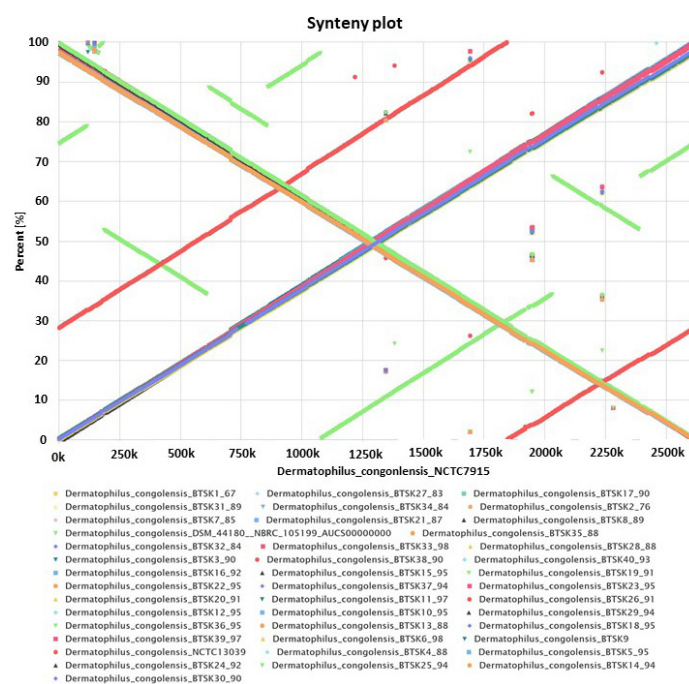 Synteny plot
100
90
80
70
60
50
40
30
20
10
0
Percent [%]
0k 250k 500k 750k 1000k 1250k 1500k 1750k 2000k 2250k 2500k
Dermatophilus_congonlensis_NCTC7915
Dermatophilus_congolensis_BTSK1_67 Dermatophilus_congolensis_BTSK27_83 Dermatophilus_congolensis_BTSK17_90
Dermatophilus_congolensis_BTSK31_89 Dermatophilus_congolensis_BTSK34_84 Dermatophilus_congolensis_BTSK2_76
Dermatophilus_congolensis_BTSK7_85 Dermatophilus_congolensis_BTSK21_87 Dermatophilus_congolensis_BTSK8_89
Dermatophilus_congolensis_DSM_44180__NBRC_105199_AUCS00000000 Dermatophilus_congolensis_BTSK35_88
Dermatophilus_congolensis_BTSK32_84 Dermatophilus_congolensis_BTSK33_98 Dermatophilus_congolensis_BTSK28_88
Dermatophilus_congolensis_BTSK3_90 Dermatophilus_congolensis_BTSK38_90 Dermatophilus_congolensis_BTSK40_93
Dermatophilus_congolensis_BTSK16_92 Dermatophilus_congolensis_BTSK15_95 Dermatophilus_congolensis_BTSK19_91
Dermatophilus_congolensis_BTSK22_95 Dermatophilus_congolensis_BTSK37_94 Dermatophilus_congolensis_BTSK23_95
Dermatophilus_congolensis_BTSK20_91 Dermatophilus_congolensis_BTSK11_97 Dermatophilus_congolensis_BTSK26_91
Dermatophilus_congolensis_BTSK12_95 Dermatophilus_congolensis_BTSK10_95 Dermatophilus_congolensis_BTSK29_94
Dermatophilus_congolensis_BTSK36_95 Dermatophilus_congolensis_BTSK13_88 Dermatophilus_congolensis_BTSK18_95
Dermatophilus_congolensis_BTSK39_97 Dermatophilus_congolensis_BTSK6_98 Dermatophilus_congolensis_BTSK9
Dermatophilus_congolensis_NCTC13039 Dermatophilus_congolensis_BTSK4_88 Dermatophilus_congolensis_BTSK5_95
Dermatophilus_congolensis_BTSK24_92 Dermatophilus_congolensis_BTSK25_94 Dermatophilus_congolensis_BTSK14_94
Dermatophilus_congolensis_BTSK30_90